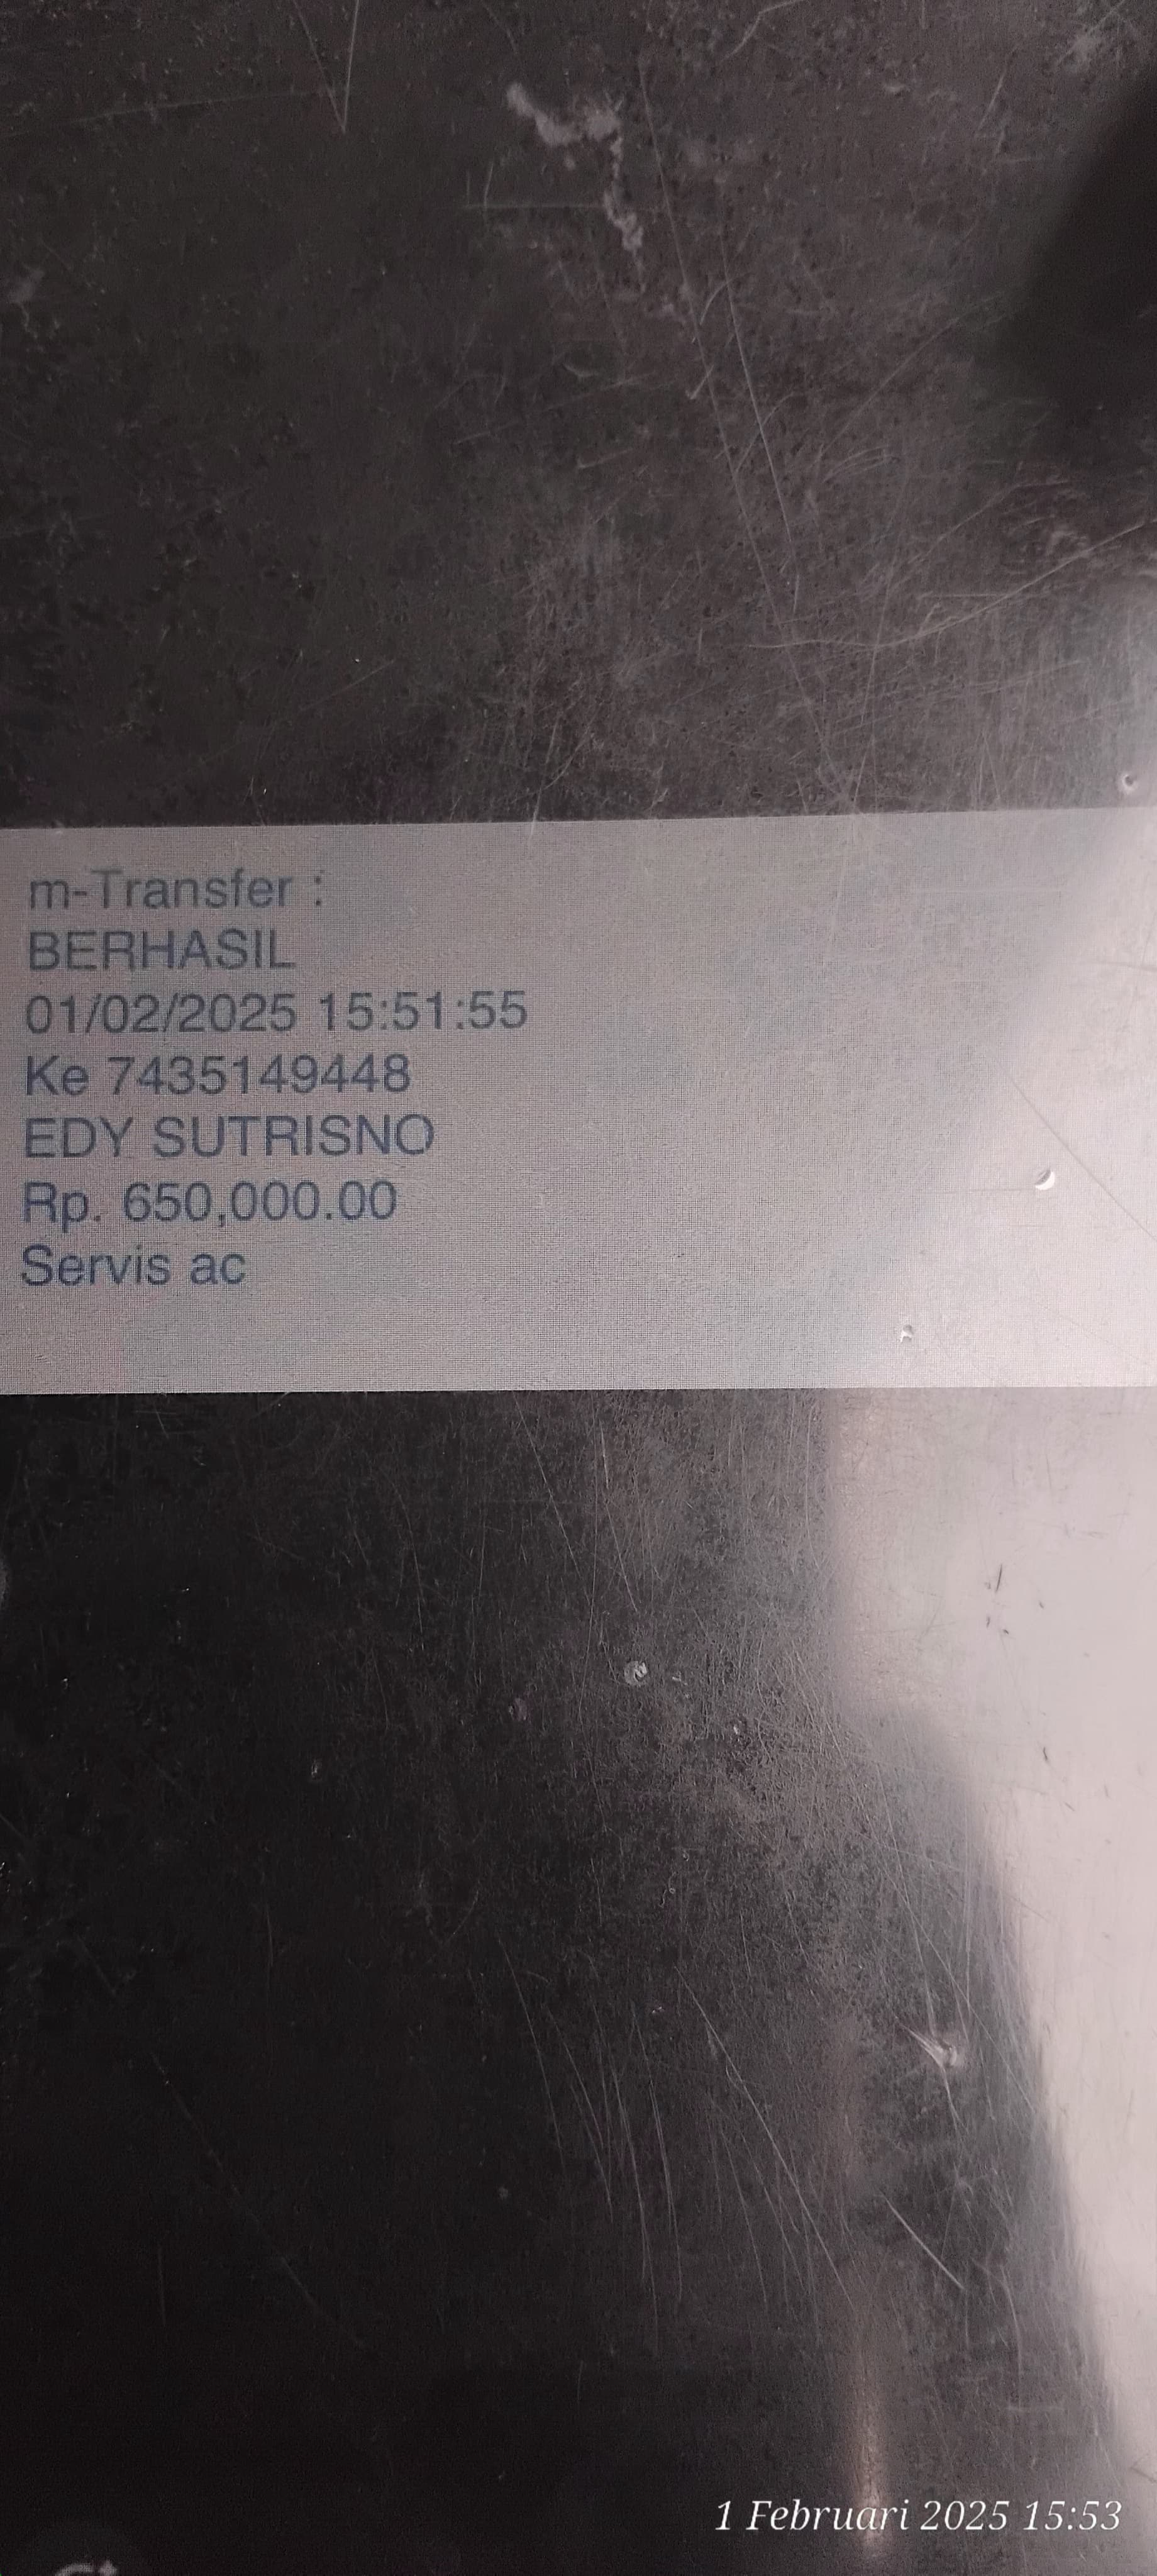 m-Transfer :
BERHASIL
01/02/2025 15:51:55
Ke 7435149448
EDY SUTRISNO
Rp. 650,000.00
Servis ac
1 Februari 2025 15:53